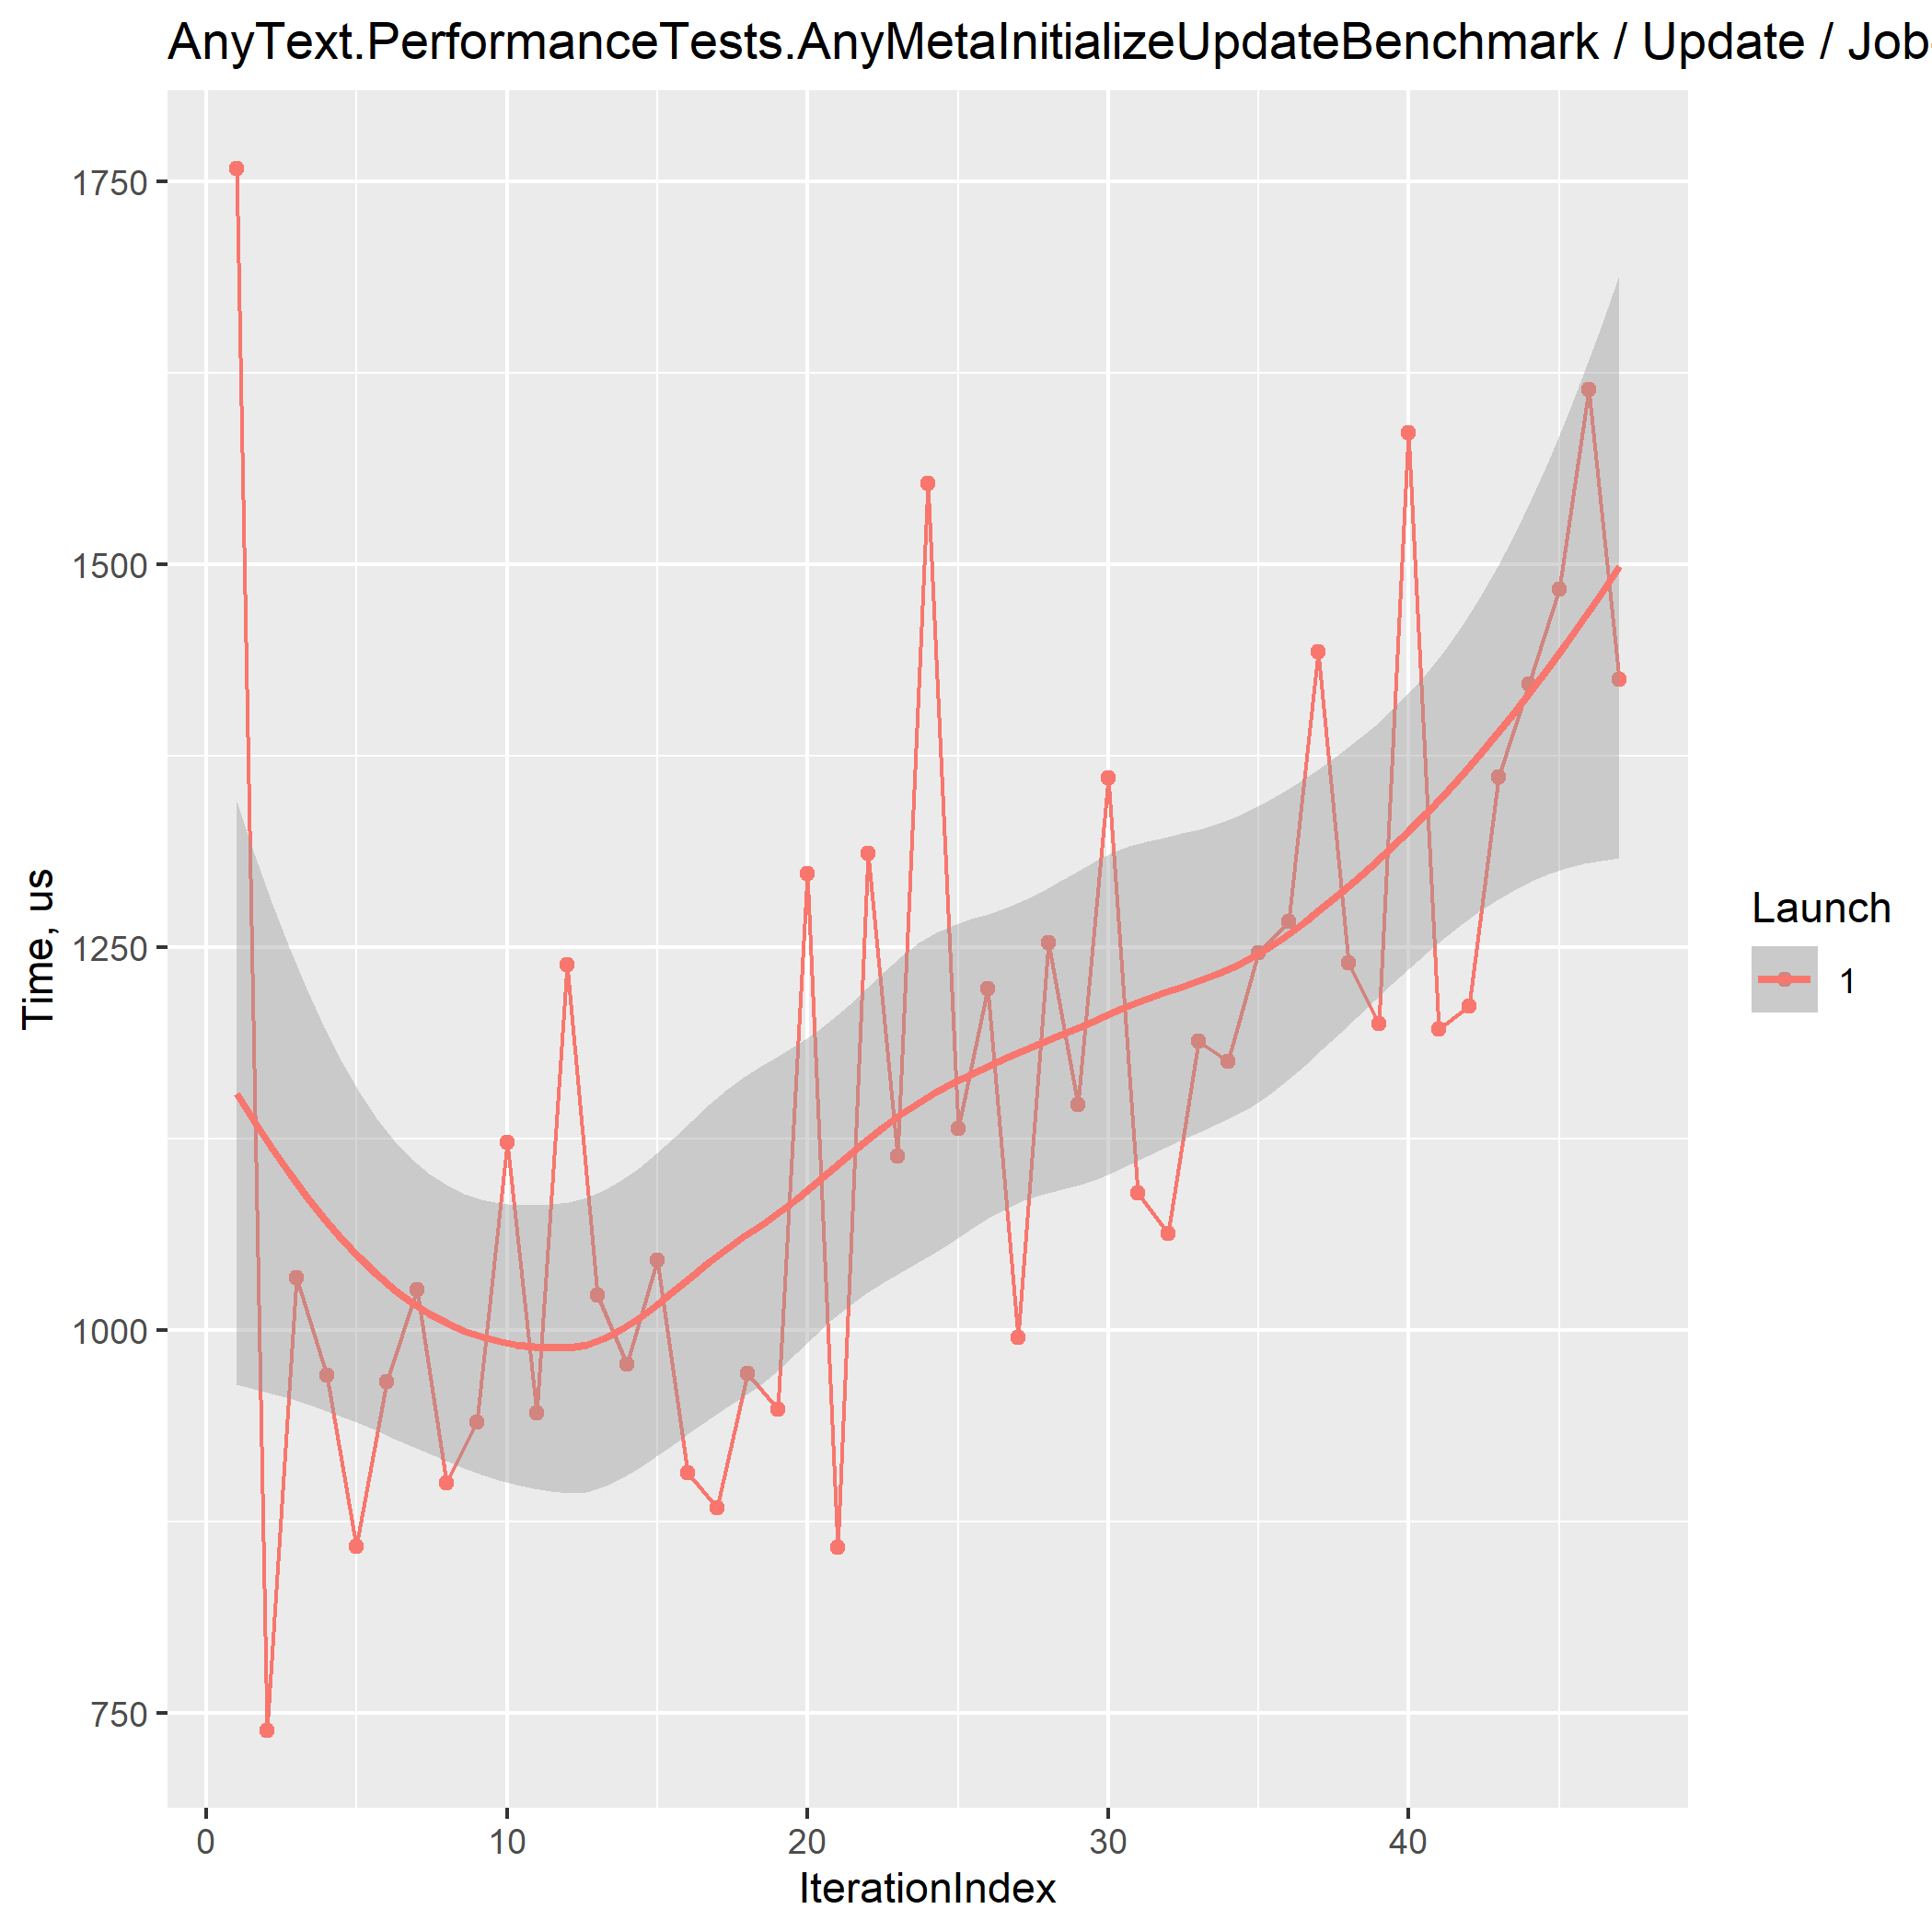 AnyText.PerformanceTests.AnyMetaInitializeUpdateBenchmark / Update / Job
1750
1500
1250
1000
750
Time, us
0 10 20 30 40
IterationIndex
Launch
1